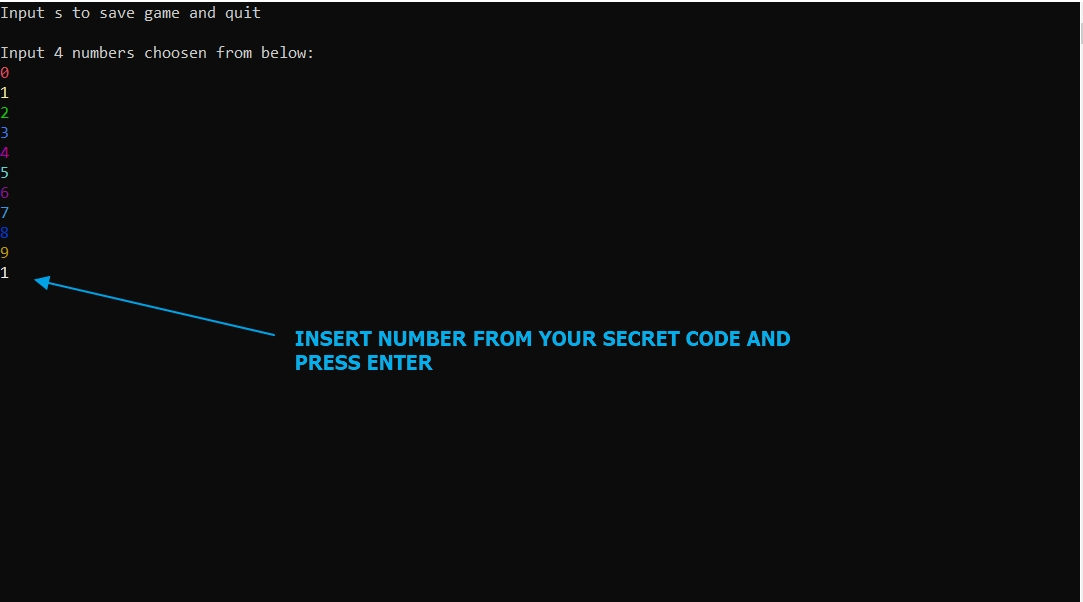 Input s to save game and quit
Input 4 numbers choosen from below:
0
1
2
3
4
5
6
7
8
9
1
INSERT NUMBER FROM YOUR SECRET CODE AND
PRESS ENTER